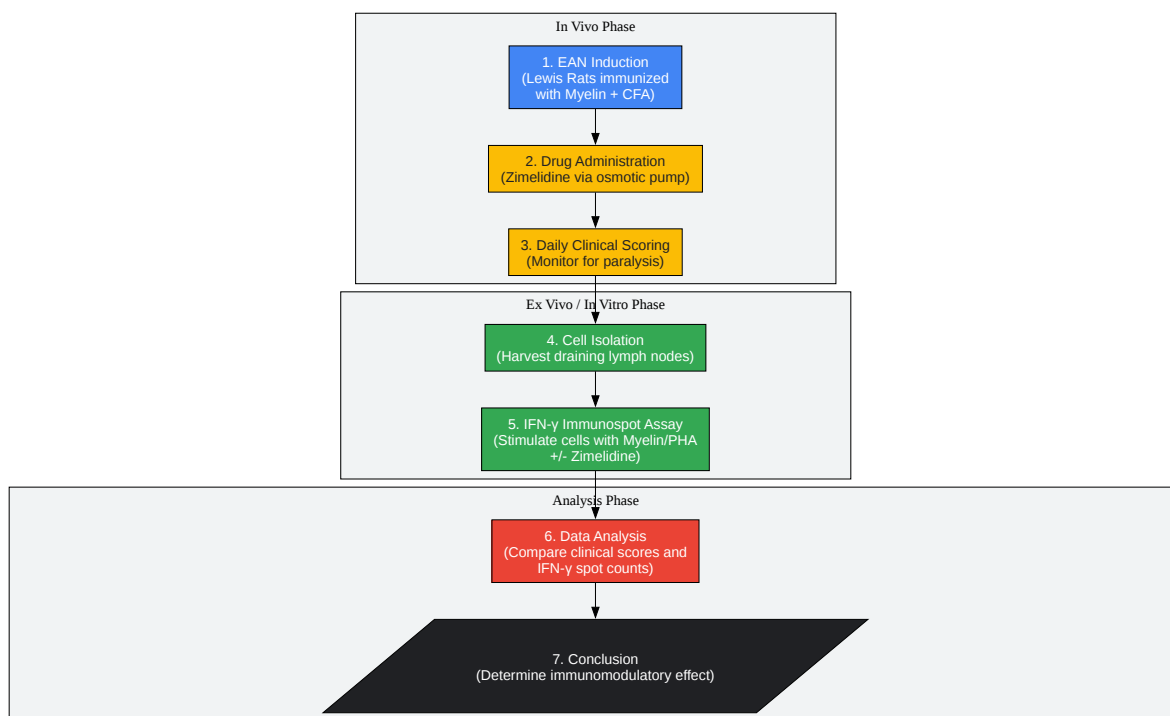 In Vivo Phase
1. EAN Induction
(Lewis Rats immunized
with Myelin + CFA)
2. Drug Administration
(Zimelidine via osmotic pump)
3. Daily Clinical Scoring
(Monitor for paralysis)
Ex Vivo / In Vitro Phase
4. Cell Isolation
(Harvest draining lymph nodes)
5. IFN-γ Immunospot Assay
(Stimulate cells with Myelin/PHA
+/- Zimelidine)
Analysis Phase
6. Data Analysis
(Compare clinical scores and
IFN-γ spot counts)
7. Conclusion
(Determine immunomodulatory effect)